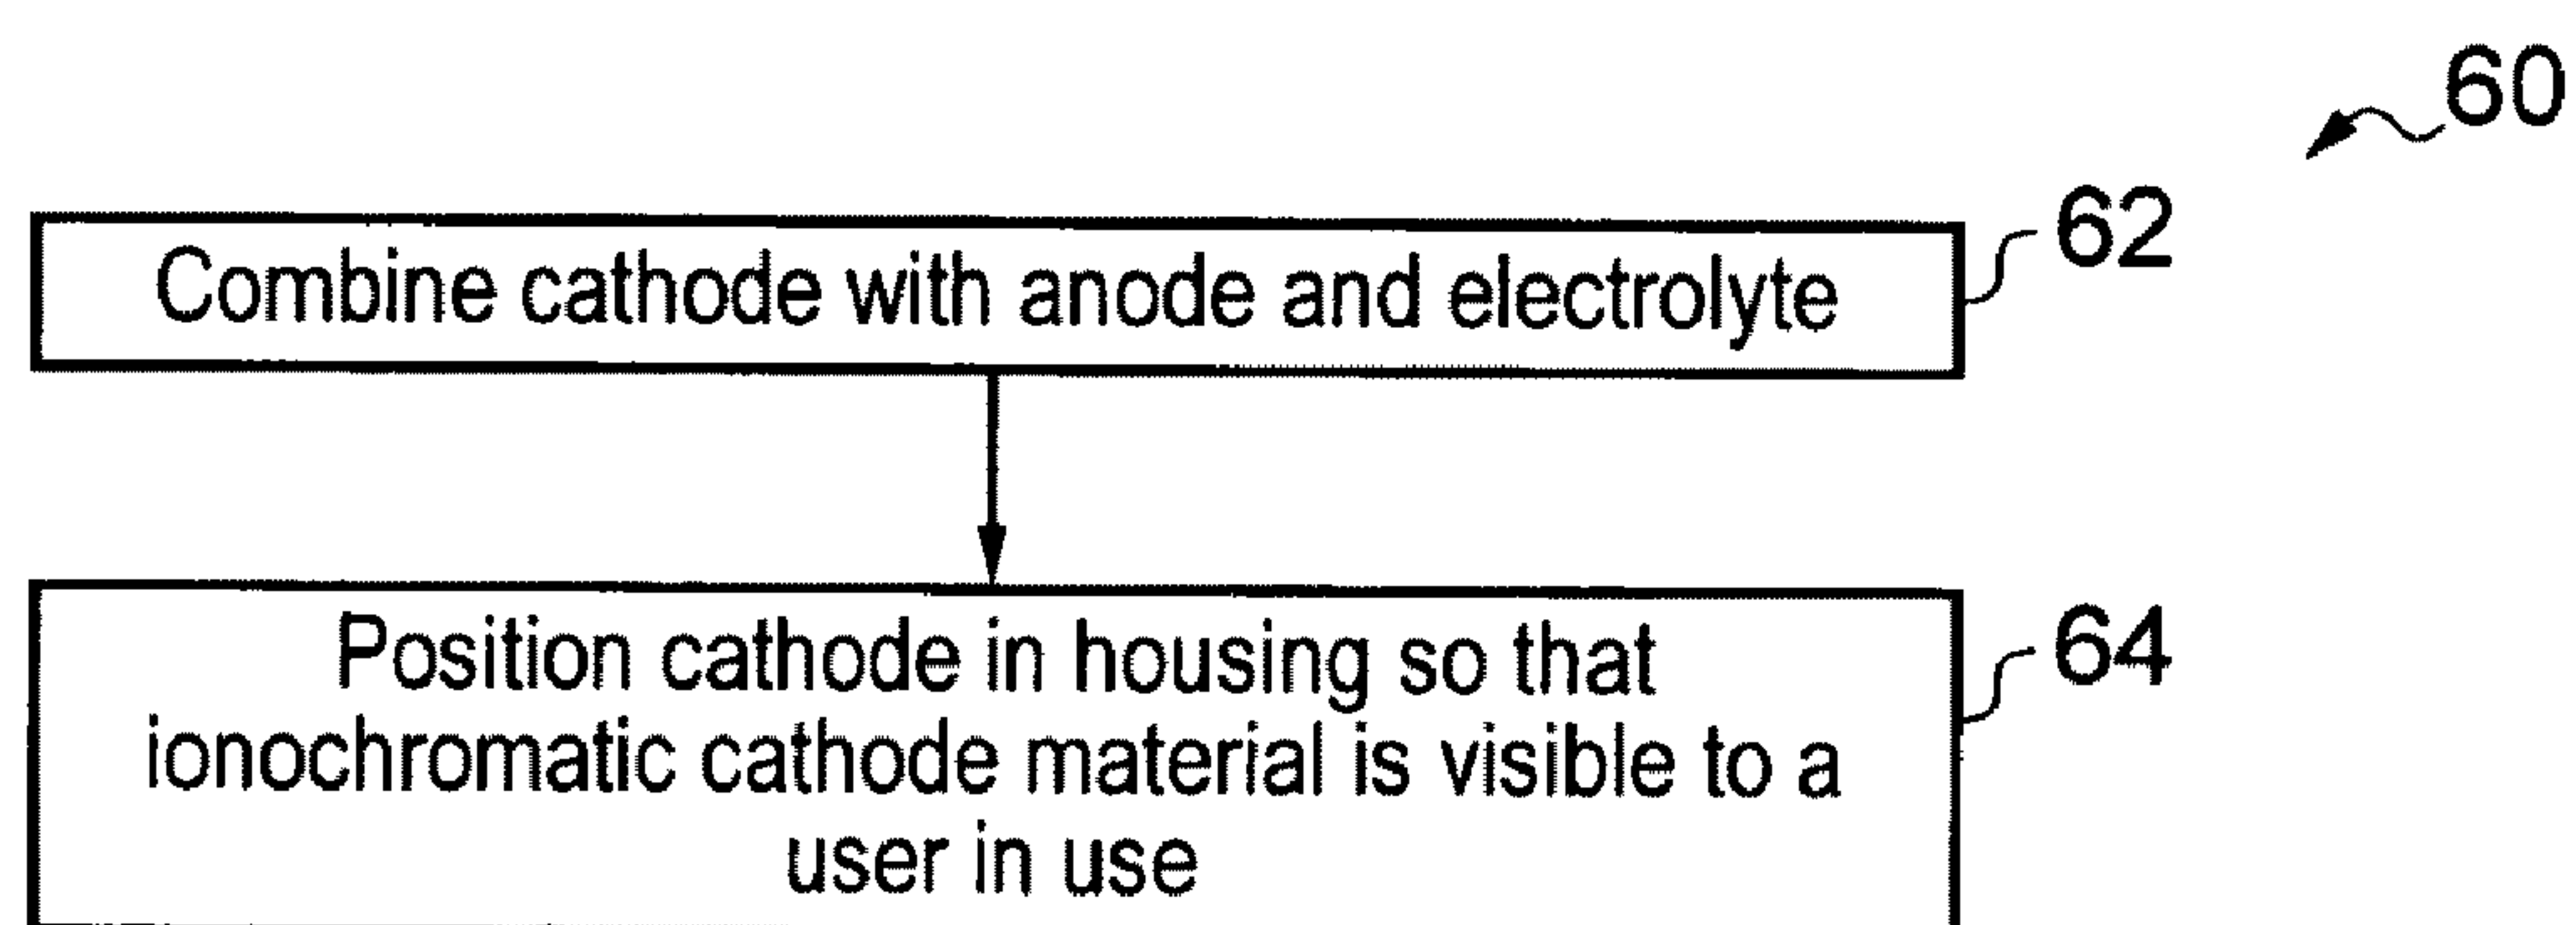 60
Combine cathode with anode and electrolyte
62
Position cathode in housing so that
ionochromatic cathode material is visible to a
user in use
64